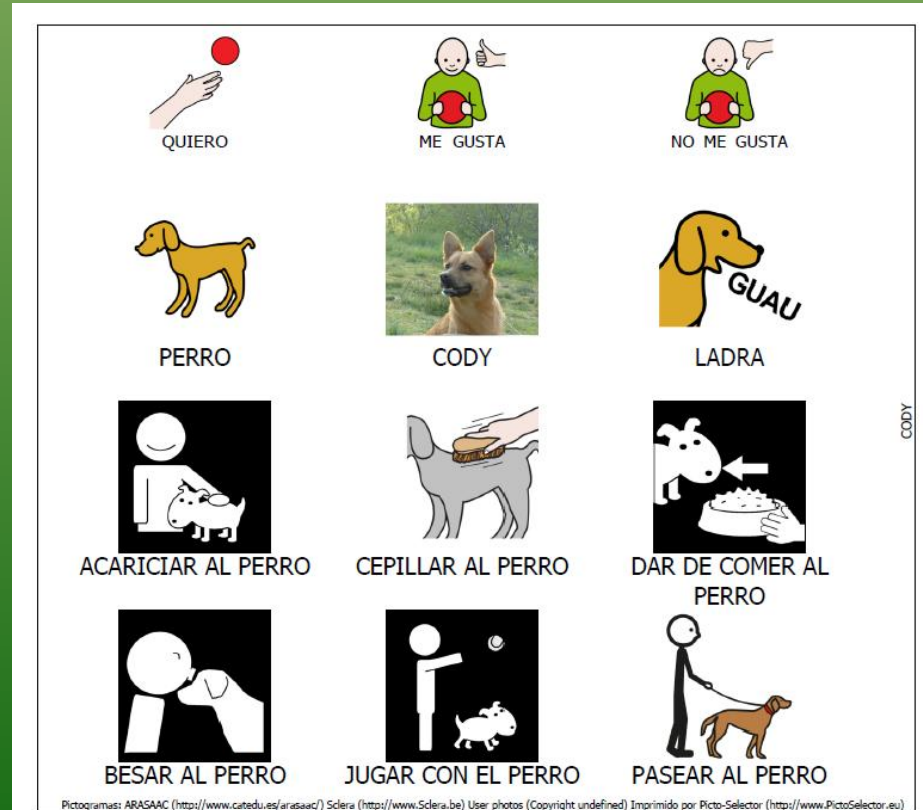 QUIERO
ME GUSTA
NO ME GUSTA
GUAU
PERRO
CODY
LADRA
CODY
ACARICIAR AL PERRO
CEPILLAR AL PERRO
DAR DE COMER AL
PERRO
BESAR AL PERRO
JUGAR CON EL PERRO
PASEAR AL PERRO
Pictogramas: ARASAAC (http://www.catedu.es/arasaac/) Sclera (http://www.Sclera.be) User photos (Copyright undefined) Imprimido por Picto-Selector (http://www.PictoSelector.eu)